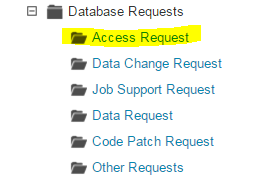 Database Requests
Access Request
Data Change Request
Job Support Request
Data Request
Code Patch Request
Other Requests